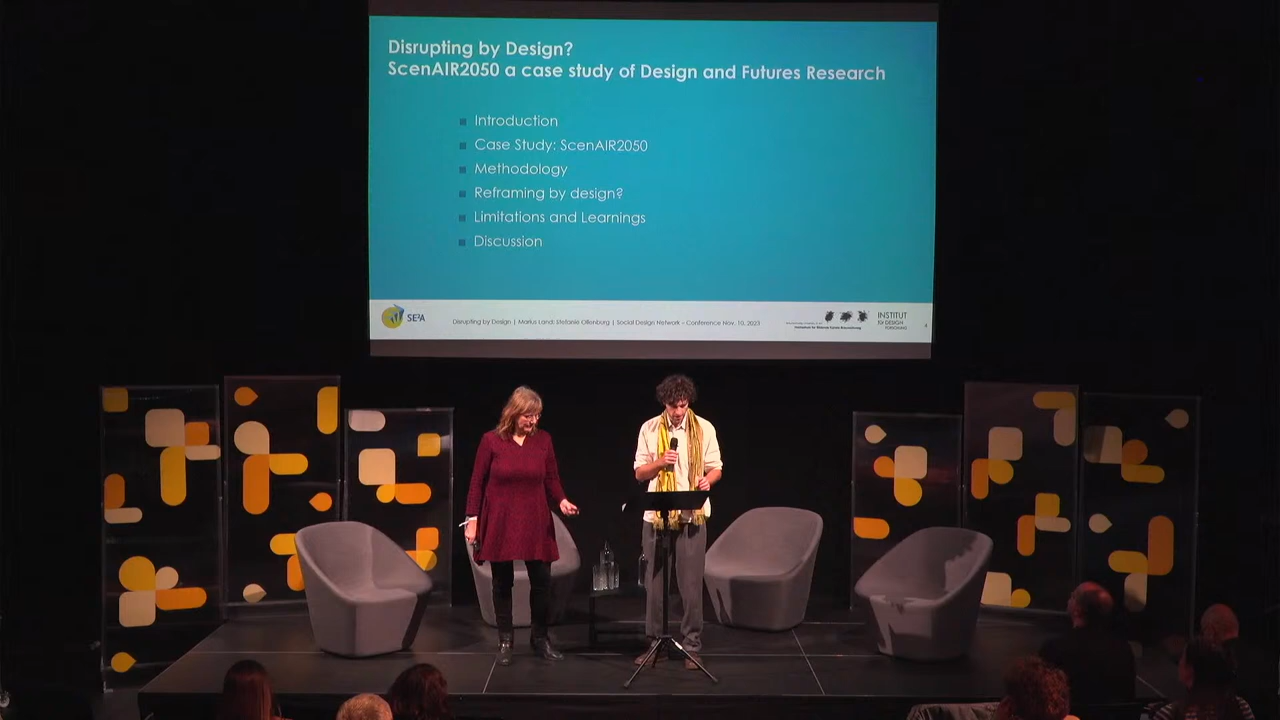 Disrupting by Design?
ScenAIR2050 a case study of Design and Futures Research
Introduction
Case Study: ScenAIR2050
Methodology
Reframing by design?
Limitations and Learnings
Discussion
Disrupting by Design | Marius Land; Stefanie Ollenburg | Social Design Network – Conference Nov. 10, 2023
INSTITUT
für DESIGN